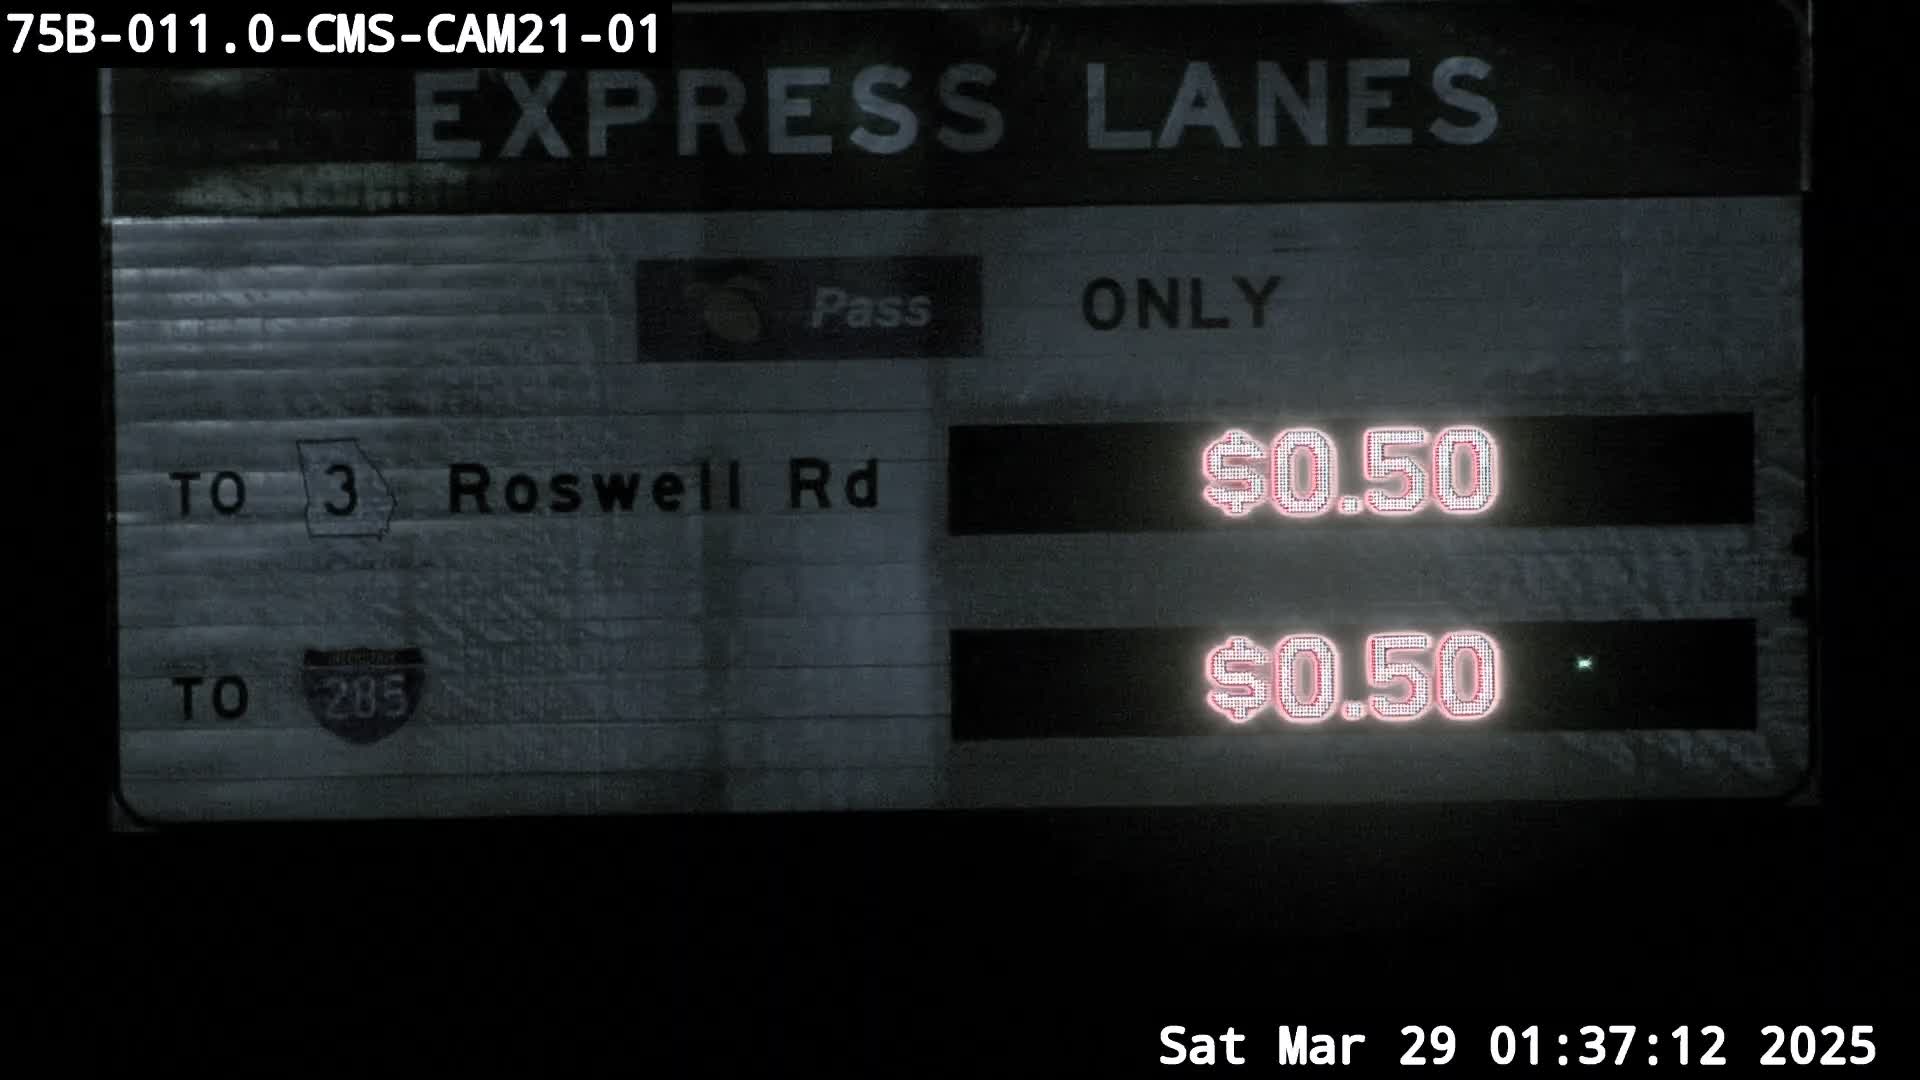 75B-011.0-CMS-CAM21-01
EXPRESS LANES
Pass ONLY
TO 3 Roswell Rd $0.50
TO 285 $0.50
Sat Mar 29 01:37:12 2025